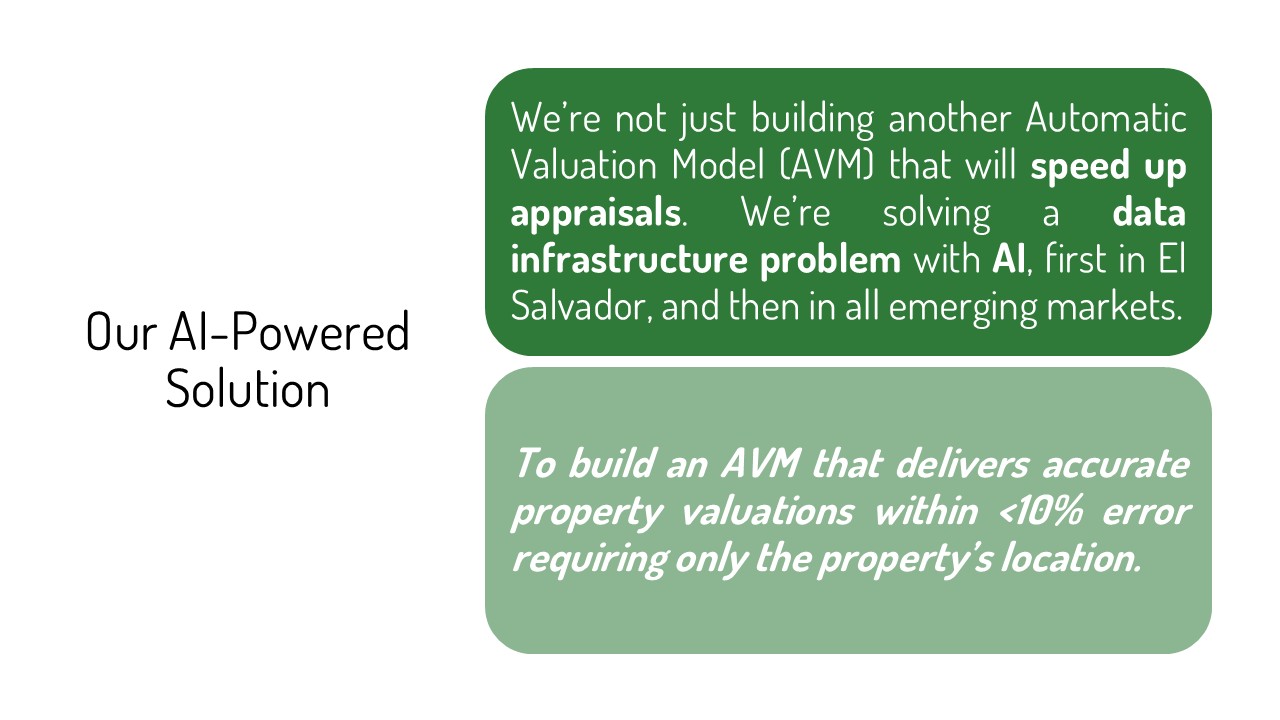 Our AI-Powered
Solution
We’re not just building another Automatic
Valuation Model (AVM) that will speed up
appraisals. We’re solving a data
infrastructure problem with AI, first in El
Salvador, and then in all emerging markets.
To build an AVM that delivers accurate
property valuations within <10% error
requiring only the property’s location.